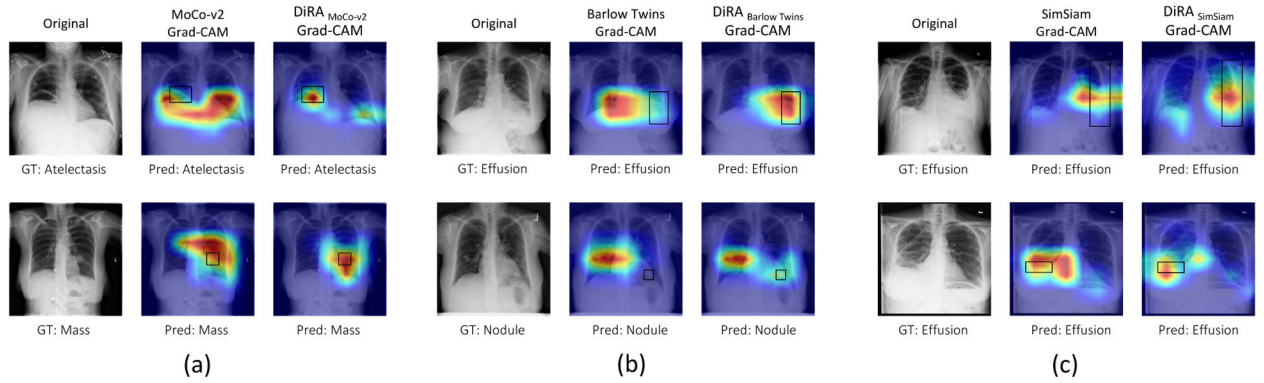 Original
MoCo-v2
Grad-CAM
DiRA MoCo-v2
Grad-CAM
GT: Atelectasis
Pred: Atelectasis
Pred: Atelectasis
GT: Mass
Pred: Mass
Pred: Mass
(a)
Original
Barlow Twins
Grad-CAM
DiRA Barlow Twins
Grad-CAM
GT: Effusion
Pred: Effusion
Pred: Effusion
GT: Nodule
Pred: Nodule
Pred: Nodule
(b)
Original
SimSiam
Grad-CAM
DiRA SimSiam
Grad-CAM
GT: Effusion
Pred: Effusion
Pred: Effusion
GT: Effusion
Pred: Effusion
Pred: Effusion
(c)